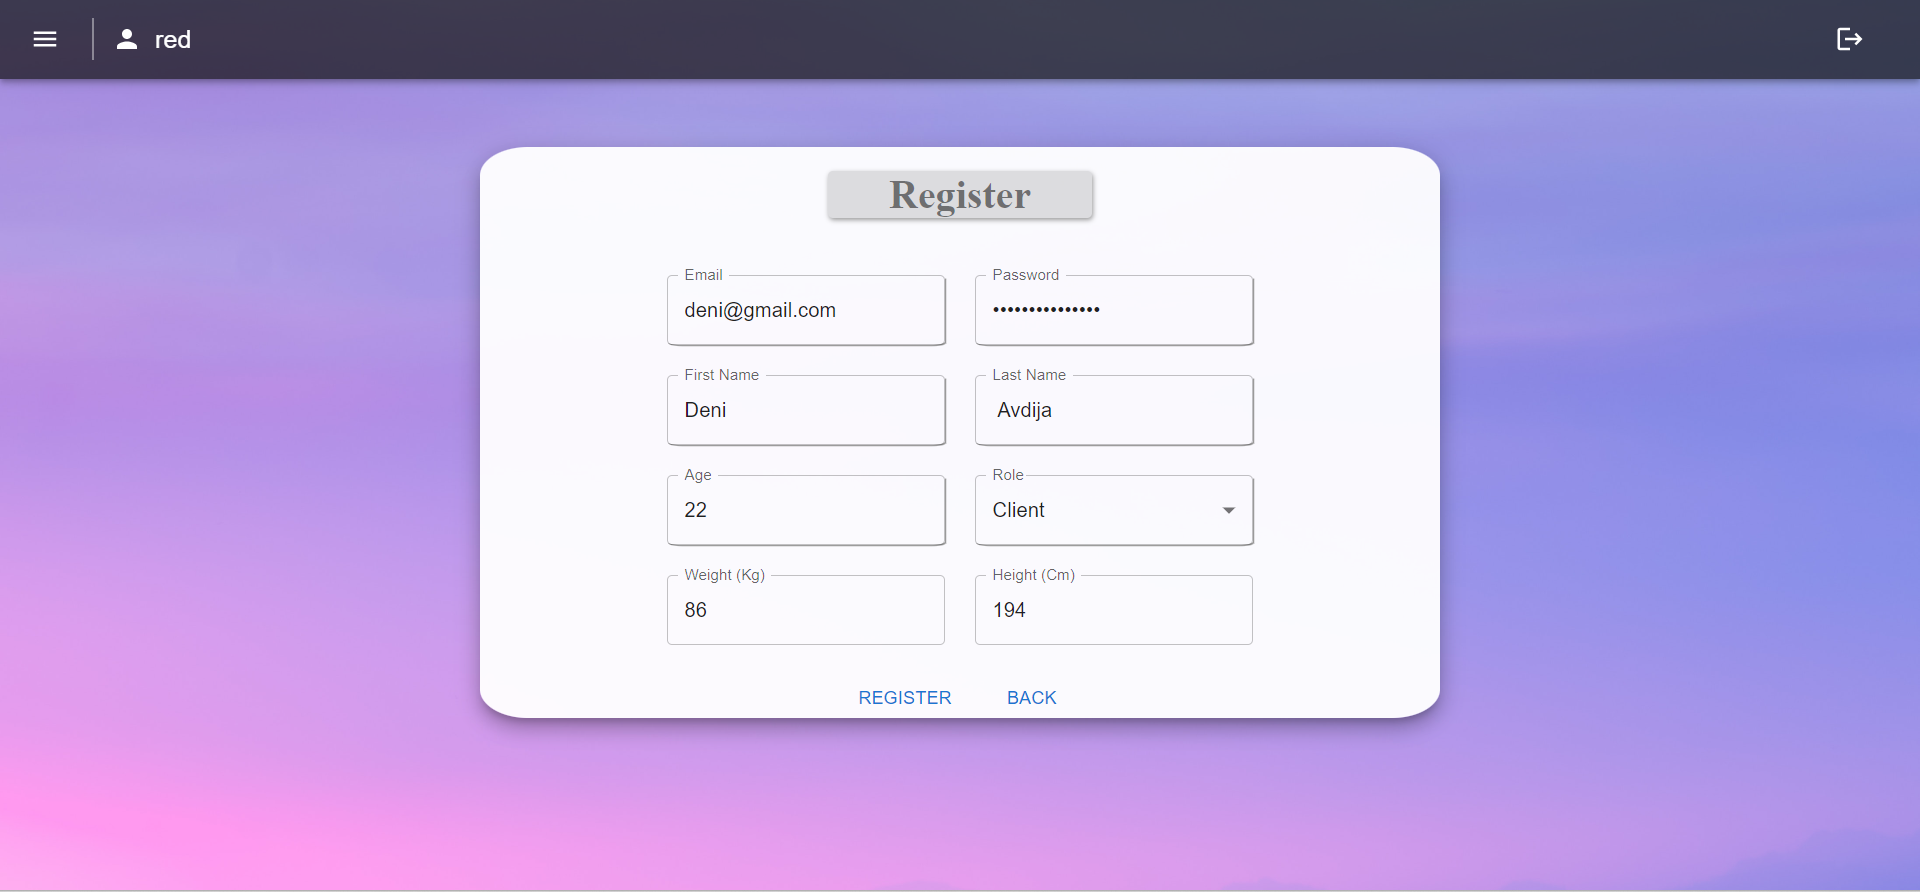 red
Register
Email
Password
deni@gmail.com
•••••••••••••••
First Name
Last Name
Deni
Avdija
Age
Role
22
Client
Weight (Kg)
Height (Cm)
86
194
REGISTER
BACK